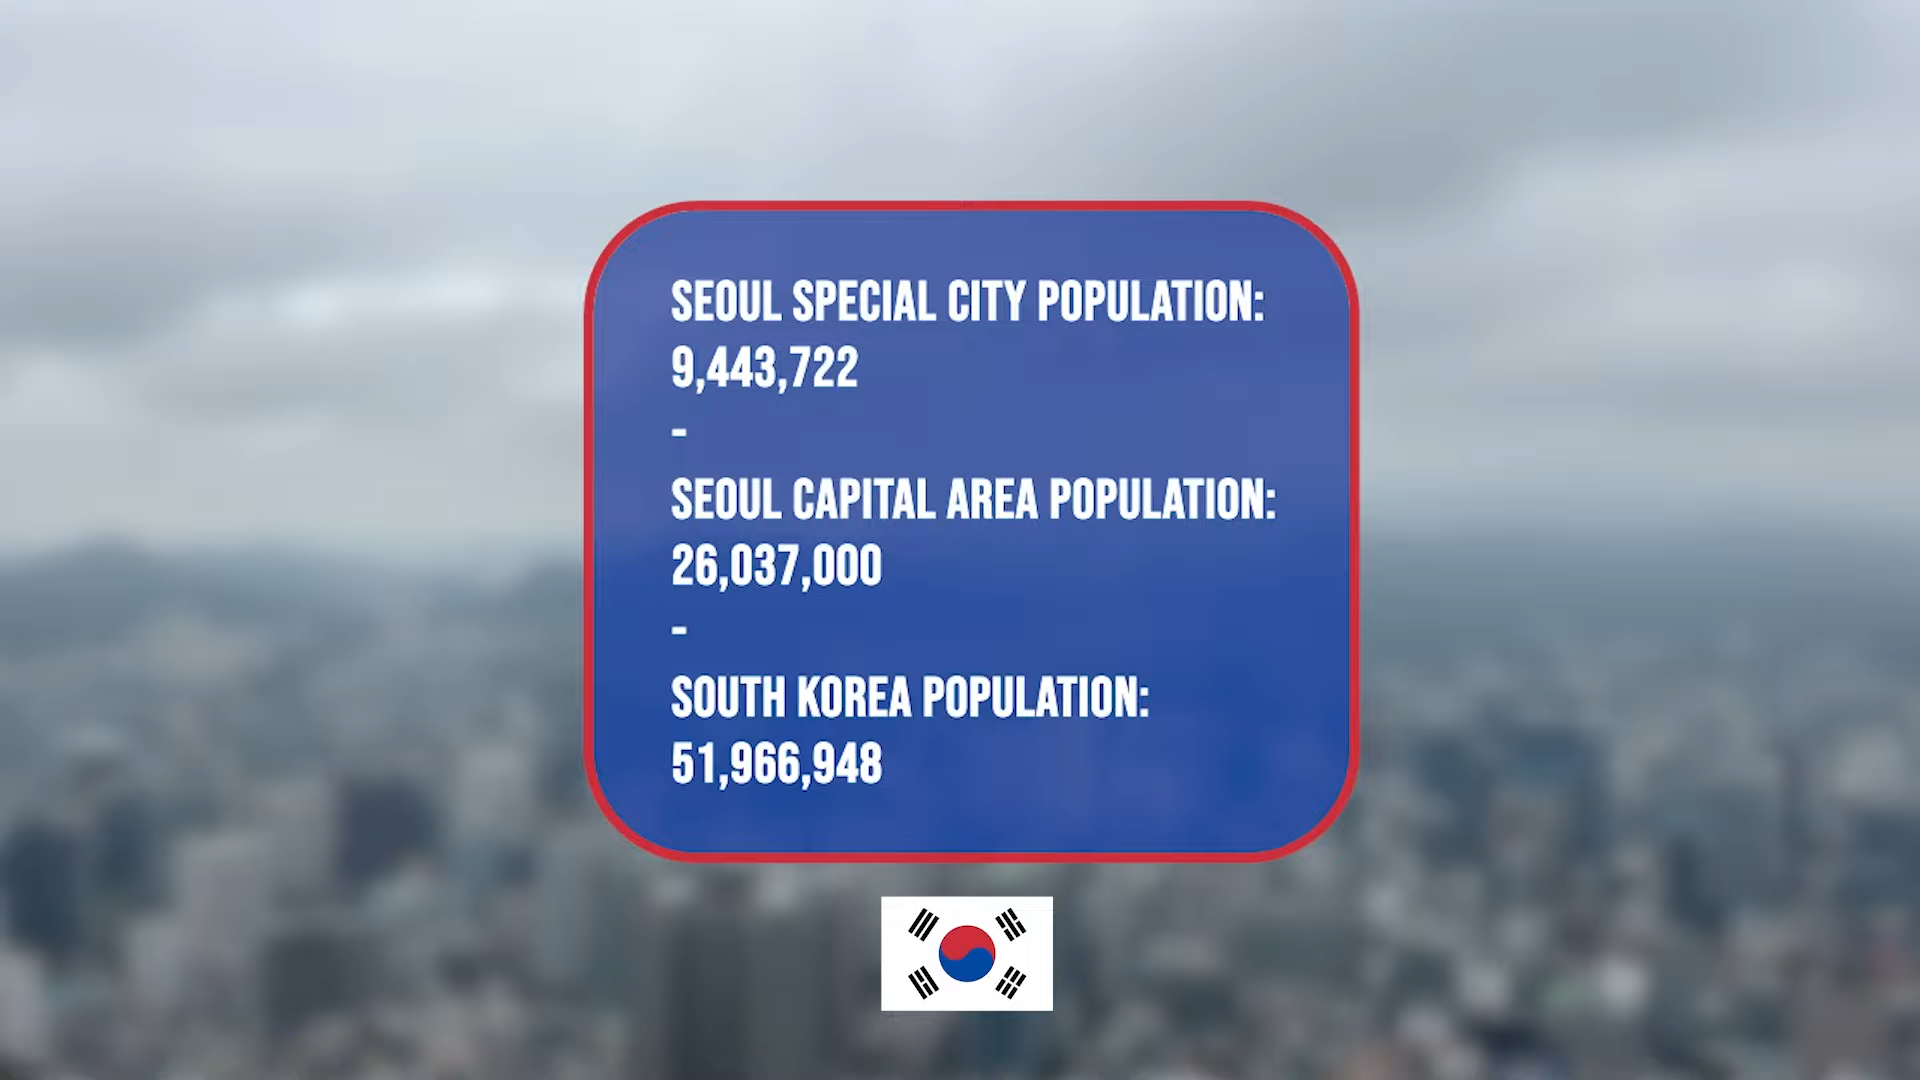 SEOUL SPECIAL CITY POPULATION:
9,443,722
-
SEOUL CAPITAL AREA POPULATION:
26,037,000
-
SOUTH KOREA POPULATION:
51,966,948